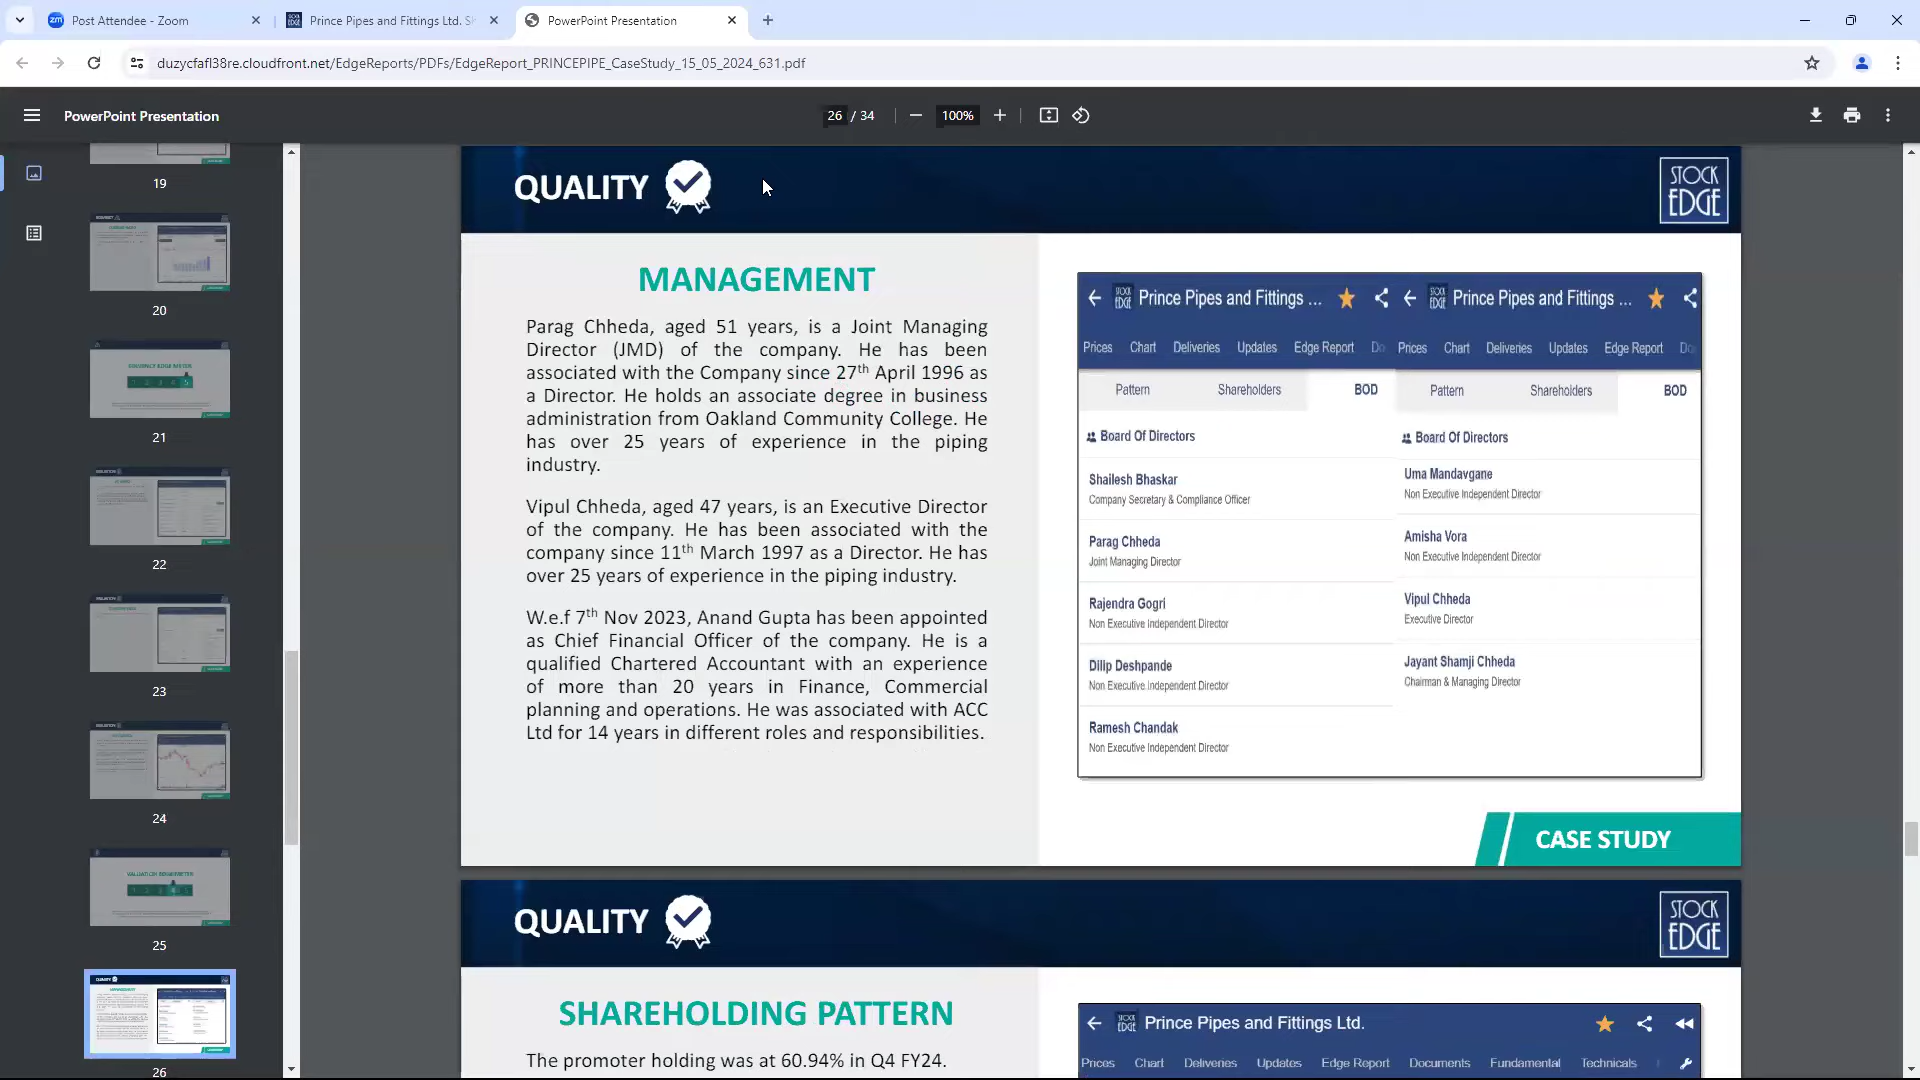 Post Attendee - Zoom
Prince Pipes and Fittings Ltd. S
PowerPoint Presentation
duzycfafl38re.cloudfront.net/EdgeReports/PDFs/EdgeReport_PRINCEPIPE_CaseStudy_15_05_2024_631.pdf
PowerPoint Presentation
26 / 34
100%
19
20
21
22
23
24
25
26
QUALITY
STOCK
EDGE
MANAGEMENT
Parag Chheda, aged 51 years, is a Joint Managing
Director (JMD) of the company. He has been
associated with the Company since 27th April 1996 as
a Director. He holds an associate degree in business
administration from Oakland Community College. He
has over 25 years of experience in the piping
industry.
Vipul Chheda, aged 47 years, is an Executive Director
of the company. He has been associated with the
company since 11th March 1997 as a Director. He has
over 25 years of experience in the piping industry.
W.e.f 7th Nov 2023, Anand Gupta has been appointed
as Chief Financial Officer of the company. He is a
qualified Chartered Accountant with an experience
of more than 20 years in Finance, Commercial
planning and operations. He was associated with ACC
Ltd for 14 years in different roles and responsibilities.
STOCK EDGE Prince Pipes and Fittings ...
Prices Chart Deliveries Updates Edge Report Do
Pattern Shareholders BOD
Board Of Directors
Shailesh Bhaskar
Company Secretary & Compliance Officer
Parag Chheda
Joint Managing Director
Rajendra Gogri
Non Executive Independent Director
Dilip Deshpande
Non Executive Independent Director
Ramesh Chandak
Non Executive Independent Director
STOCK EDGE Prince Pipes and Fittings ...
Prices Chart Deliveries Updates Edge Report Do
Pattern Shareholders BOD
Board Of Directors
Uma Mandavgane
Non Executive Independent Director
Amisha Vora
Non Executive Independent Director
Vipul Chheda
Executive Director
Jayant Shamji Chheda
Chairman & Managing Director
CASE STUDY
QUALITY
STOCK
EDGE
SHAREHOLDING PATTERN
The promoter holding was at 60.94% in Q4 FY24.
STOCK EDGE Prince Pipes and Fittings Ltd.
Prices Chart Deliveries Updates Edge Report Documents Fundamental Technicals